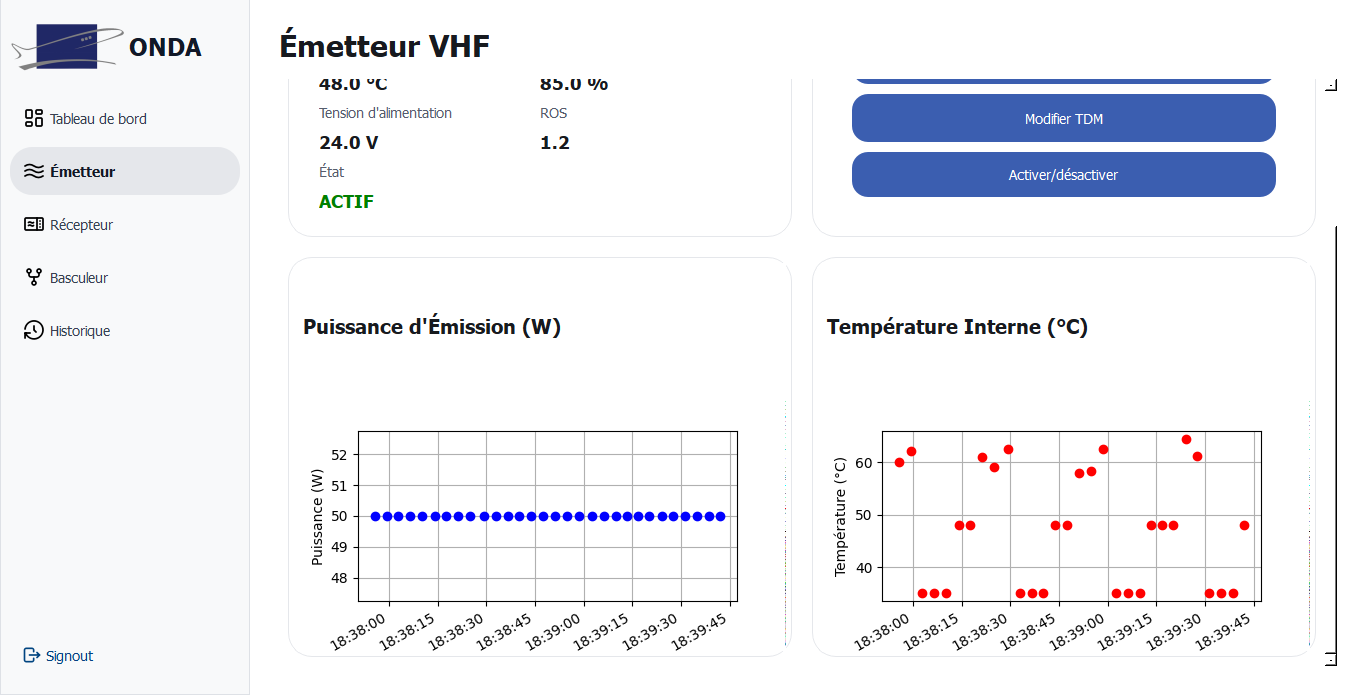 ONDA
Émetteur VHF
Tableau de bord
Émetteur
Récepteur
Basculeur
Historique
Signout
48.0 °C
85.0 %
Tension d'alimentation
ROS
24.0 V
1.2
État
ACTIF
Modifier TDM
Activer/désactiver
Puissance d'Émission (W)
Puissance (W)
52
51
50
49
48
18:38:00
18:38:15
18:38:30
18:38:45
18:39:00
18:39:15
18:39:30
18:39:45
Température Interne (°C)
Température (°C)
60
50
40
18:38:00
18:38:15
18:38:30
18:38:45
18:39:00
18:39:15
18:39:30
18:39:45